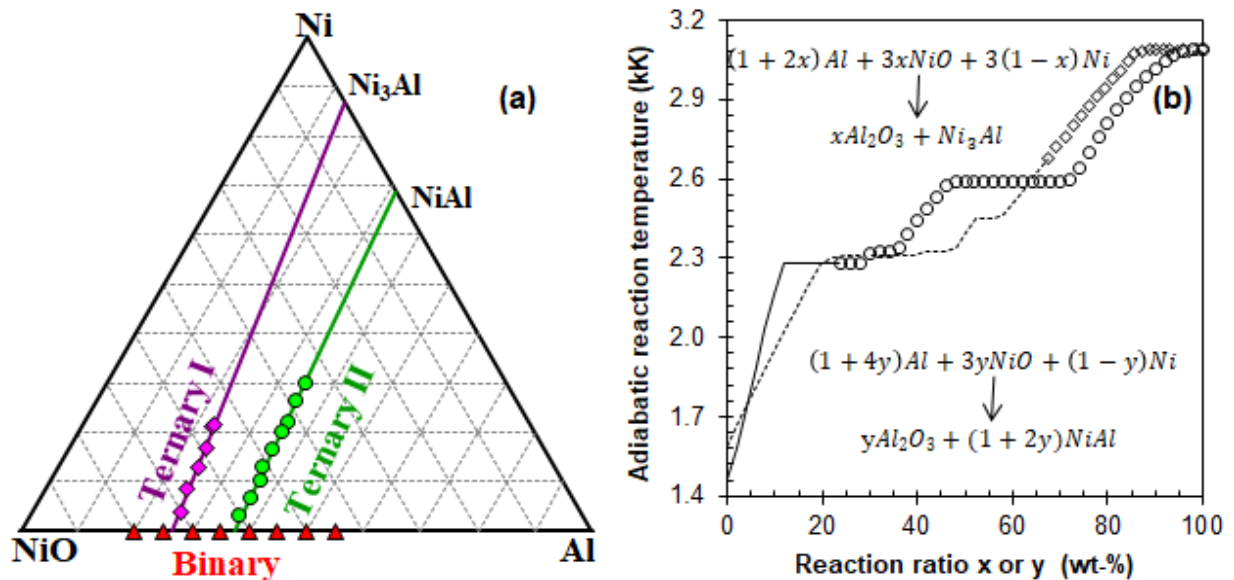 Ni
Ni₃Al
(a)
NiAl
Ternary I
Ternary II
NiO
Al
Binary
Adiabatic reaction temperature (kK)
3.2
2.9
2.6
2.3
2.0
1.7
1.4
(1 + 2x)Al + 3xNiO + 3(1 − x)Ni
(b)
xAl₂O₃ + Ni₃Al
(1 + 4y)Al + 3yNiO + (1 − y)Ni
yAl₂O₃ + (1 + 2y)NiAl
0 20 40 60 80 100
Reaction ratio x or y (wt-%)